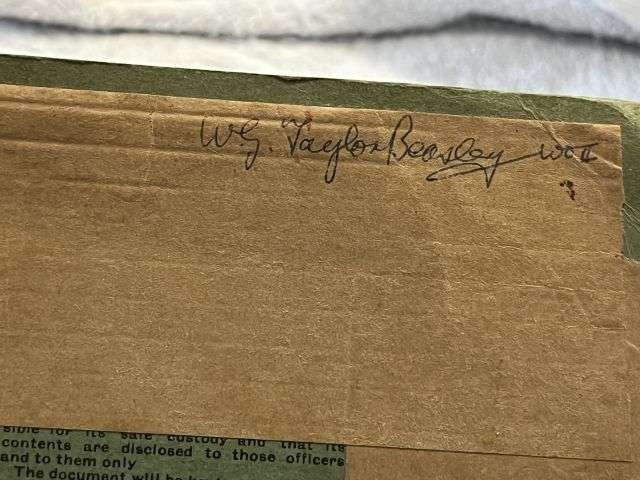 W.G. Taylor Beasley WO II
sible for its safe custody and that its
contents are disclosed to those officers
and to them only
The document will be